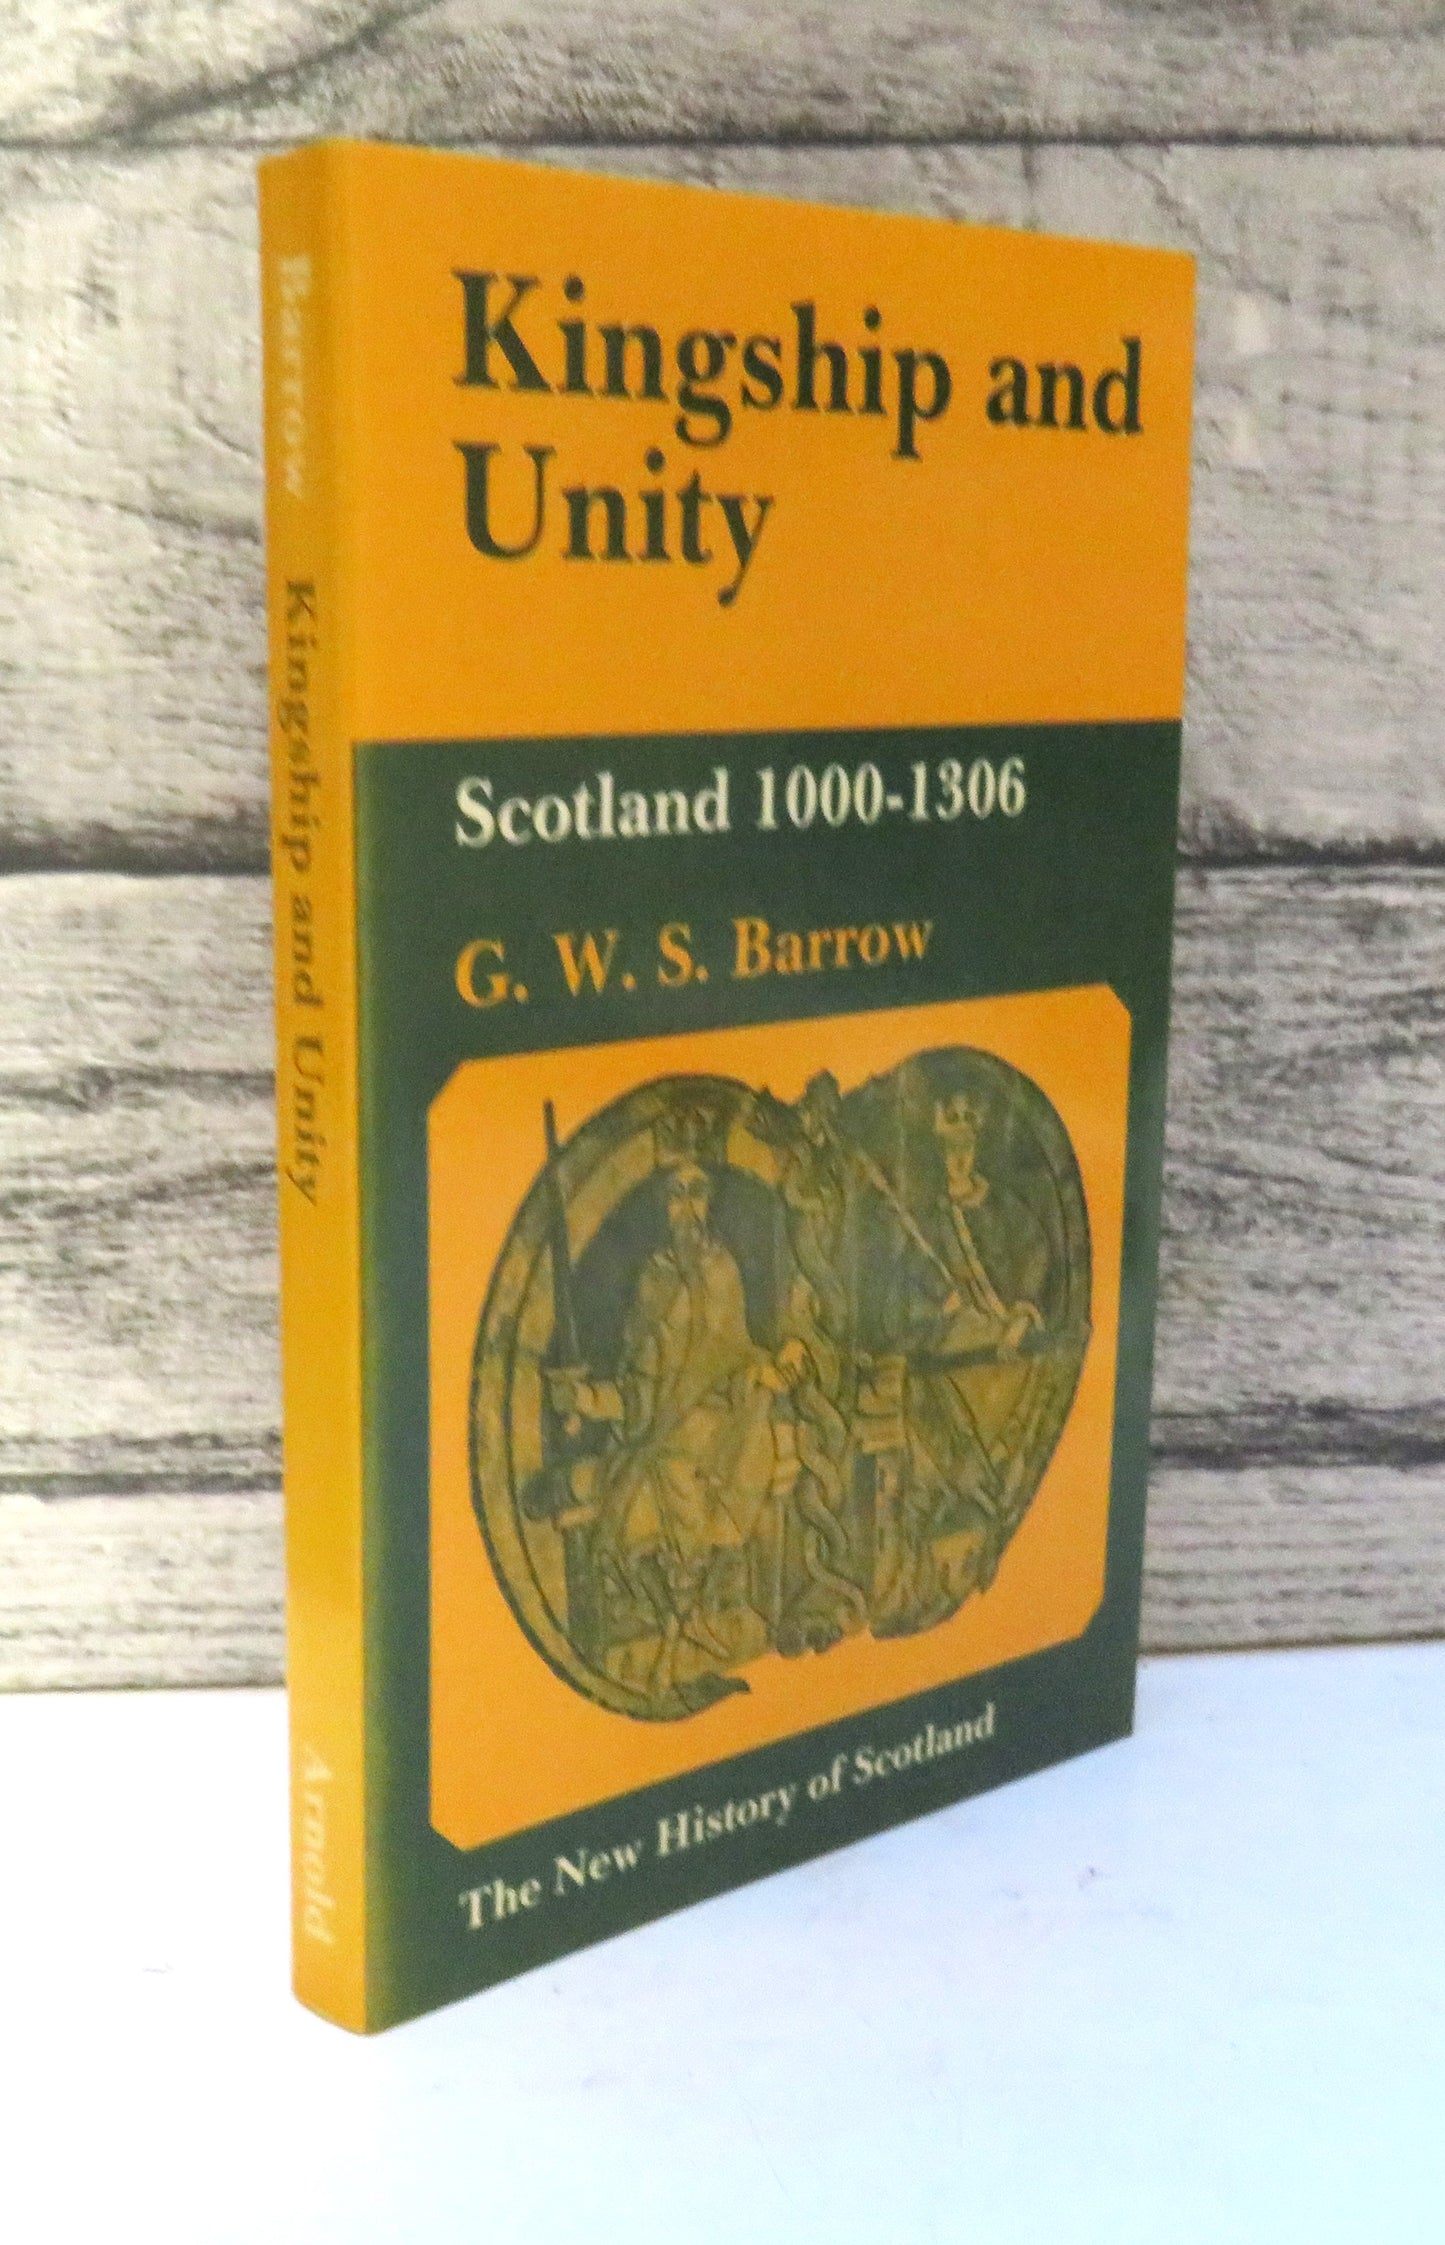 Kingship and
Unity
Scotland 1000-1306
G. W. S. Barrow
The New History of Scotland
Barrow Kingship and Unity Arnold